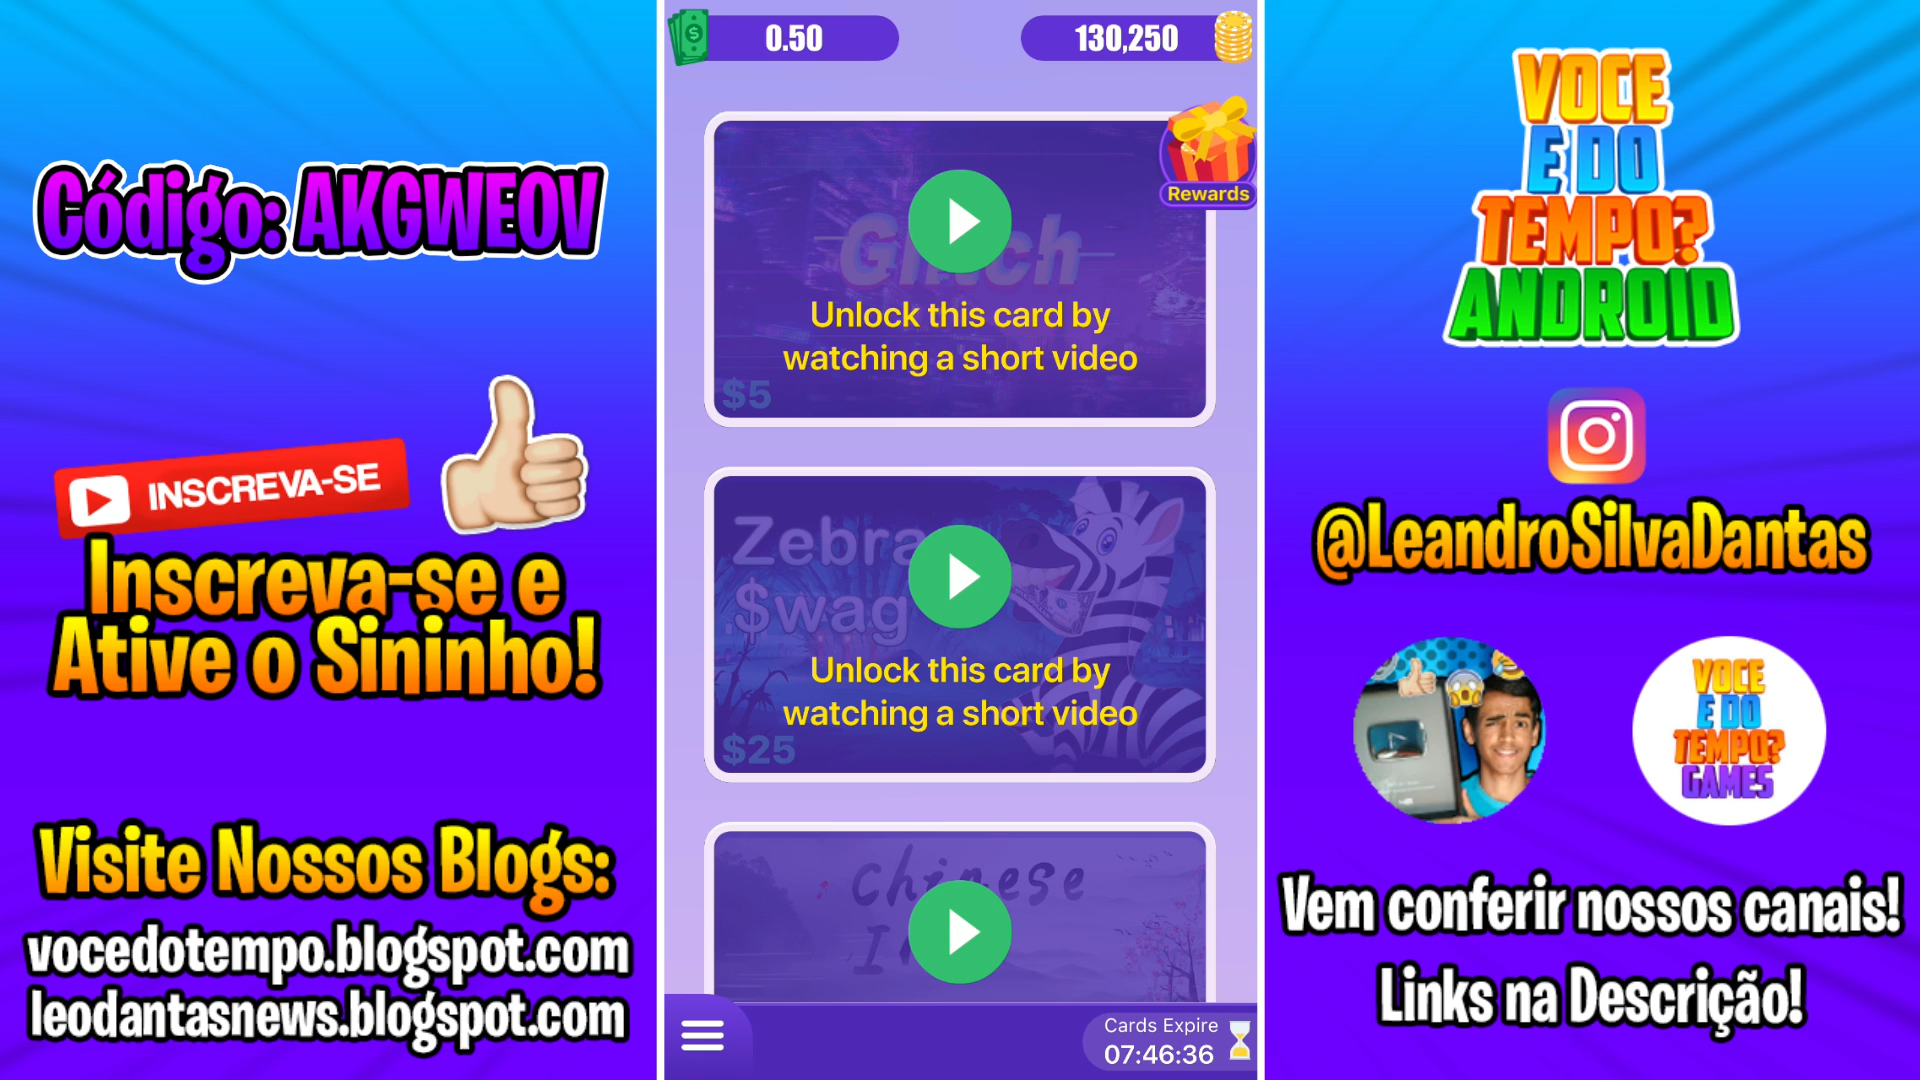 Código: AKGWEOV
INSCREVA-SE
Inscreva-se e
Ative o Sininho!
Visite Nossos Blogs:
vocedotempo.blogspot.com
leodantasnews.blogspot.com
0.50
130,250
Rewards
Glitch
Unlock this card by
watching a short video
$5
Zebra
$wag
Unlock this card by
watching a short video
$25
Chinese
Cards Expire
07:46:36
VOCE
E DO
TEMPO?
ANDROID
@LeandroSilvaDantas
VOCE
E DO
TEMPO?
GAMES
Vem conferir nossos canais!
Links na Descrição!